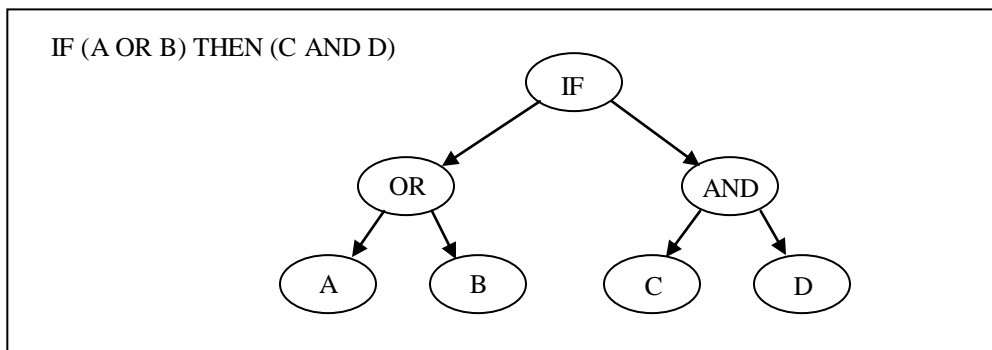 IF (A OR B) THEN (C AND D)
IF
OR
AND
A
B
C
D